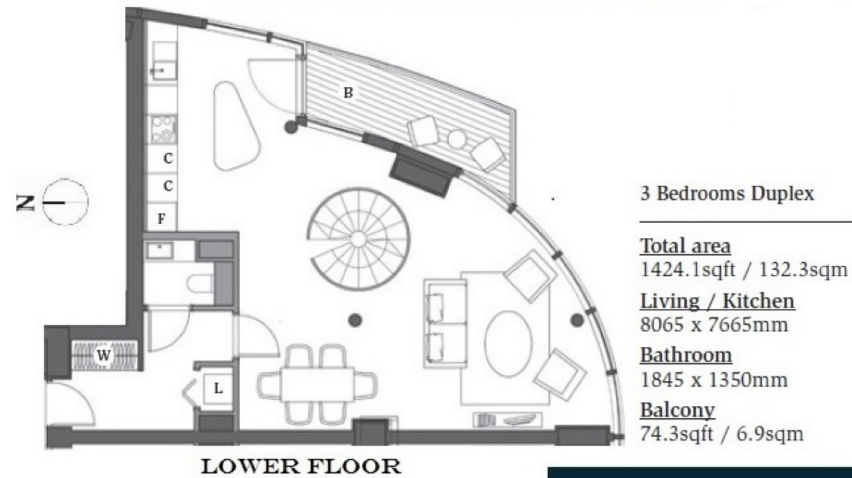 B
C
C
F
N
W
L
LOWER FLOOR
3 Bedrooms Duplex
Total area
1424.1sqft / 132.3sqm
Living / Kitchen
8065 x 7665mm
Bathroom
1845 x 1350mm
Balcony
74.3sqft / 6.9sqm